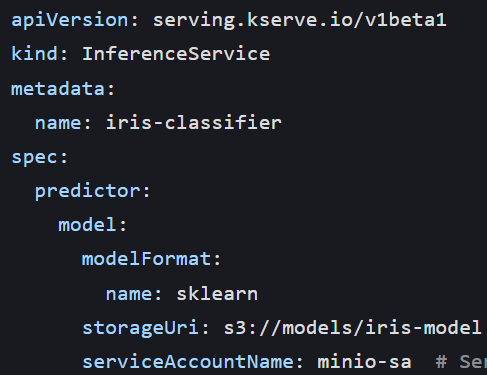 apiVersion: serving.kserve.io/v1beta1
kind: InferenceService
metadata:
  name: iris-classifier
spec:
  predictor:
    model:
      modelFormat:
        name: sklearn
      storageUri: s3://models/iris-model
      serviceAccountName: minio-sa  # Ser